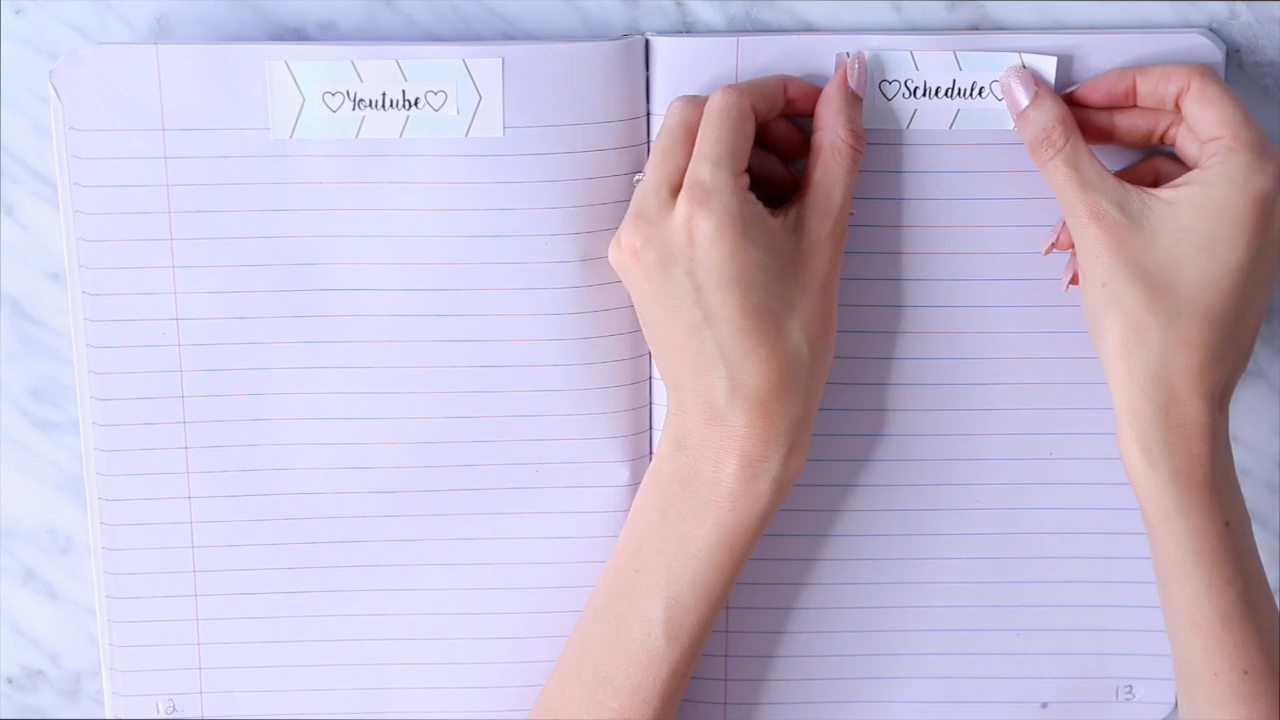 ♡Youtube♡
♡Schedule♡
12.
13